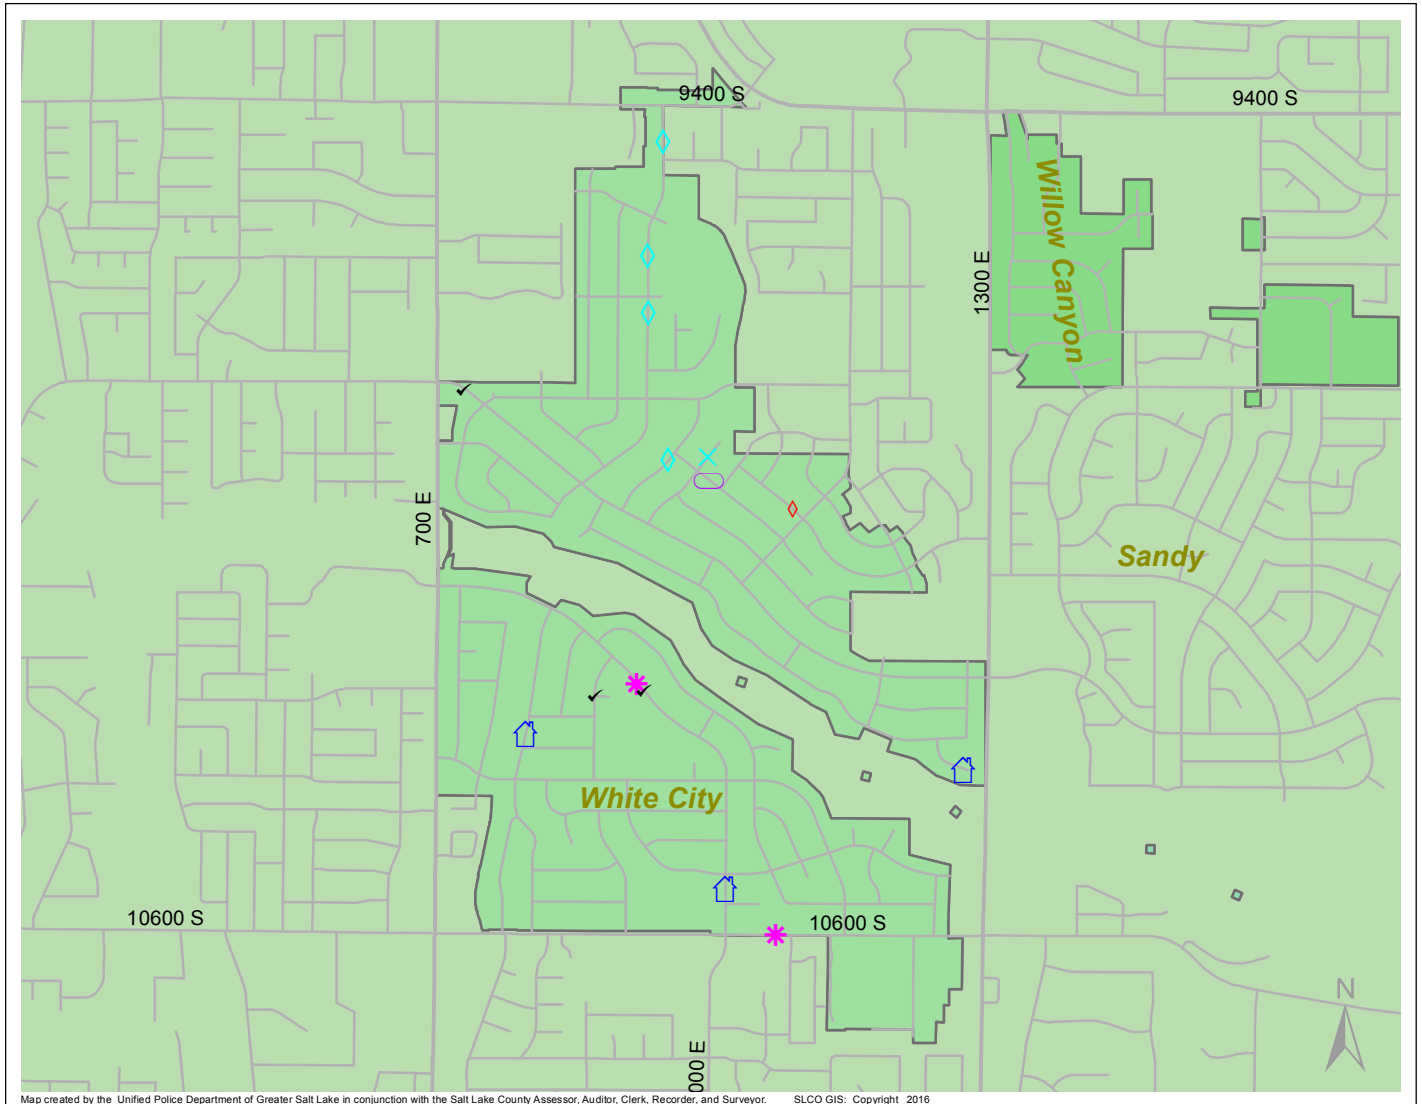 9400 S
9400 S
Willow Canyon
1300 E
700 E
Sandy
White City
10600 S
10600 S
N
000 E
Map created by the Unified Police Department of Greater Salt Lake in conjunction with the Salt Lake County Assessor, Auditor, Clerk, Recorder, and Surveyor. SLCO GIS: Copyright 2016